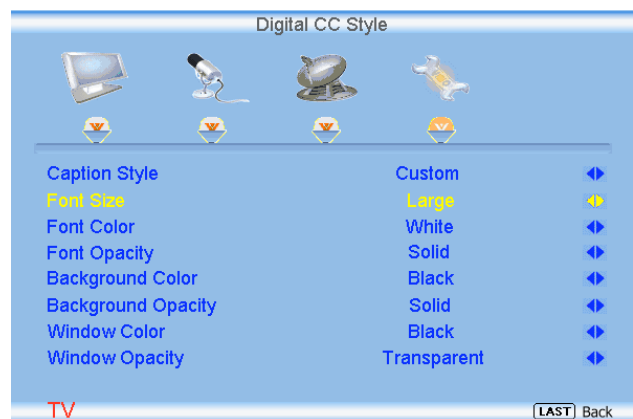 Digital CC Style
Caption Style Custom
Font Size Large
Font Color White
Font Opacity Solid
Background Color Black
Background Opacity Solid
Window Color Black
Window Opacity Transparent
TV LAST Back